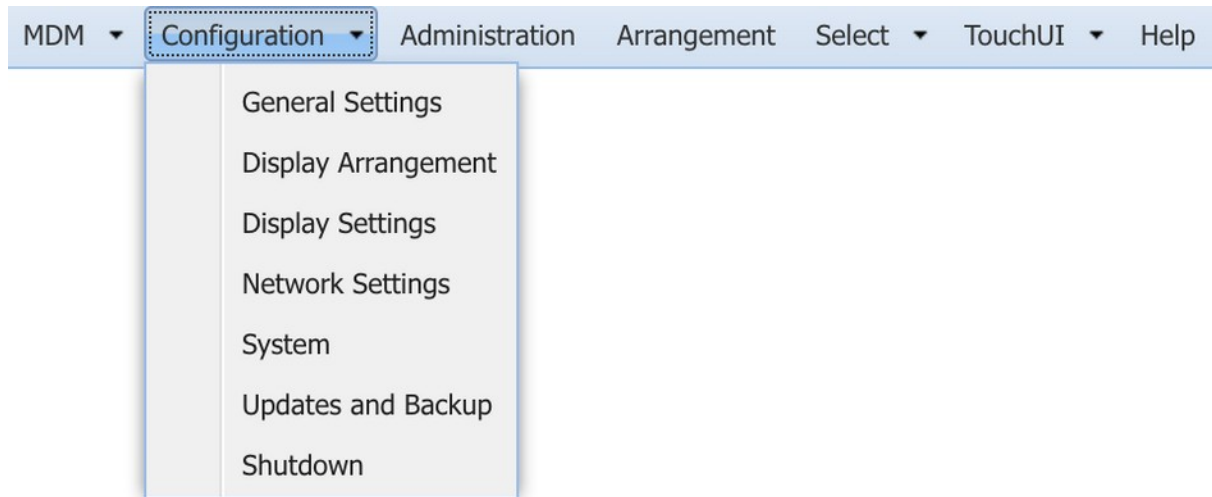 MDM Configuration Administration Arrangement Select TouchUI Help
General Settings
Display Arrangement
Display Settings
Network Settings
System
Updates and Backup
Shutdown